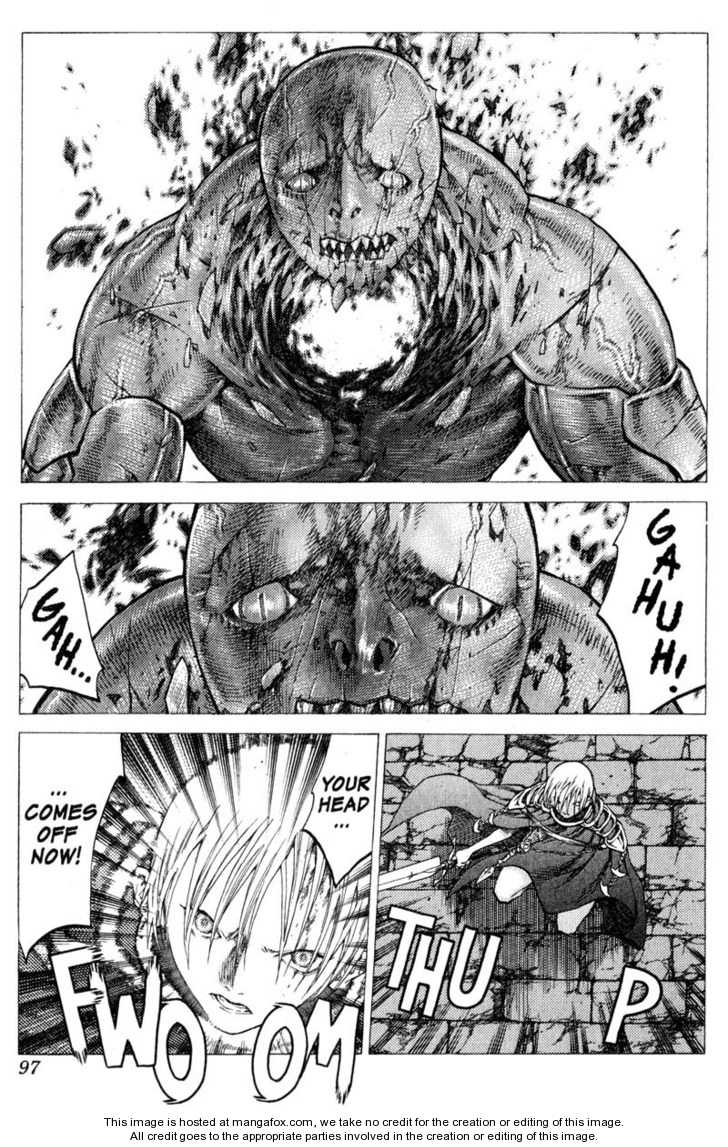 GAHUH!
GAH...
YOUR
HEAD
...
...
COMES
OFF
NOW!
THUP
FWOOM
97
This image is hosted at mangafox.com, we take no credit for the creation or editing of this image.
All credit goes to the appropriate parties involved in the creation or editing of this image.